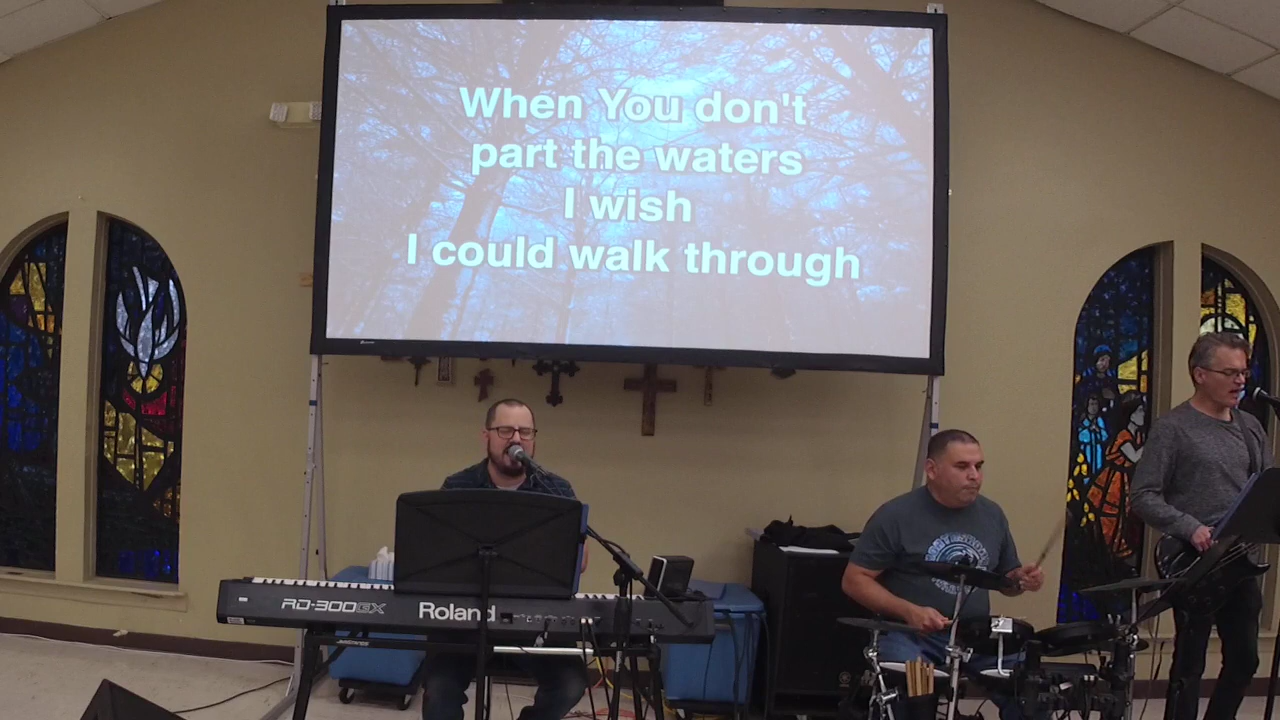 When You don't
part the waters
I wish
I could walk through
RD-300GX
Roland